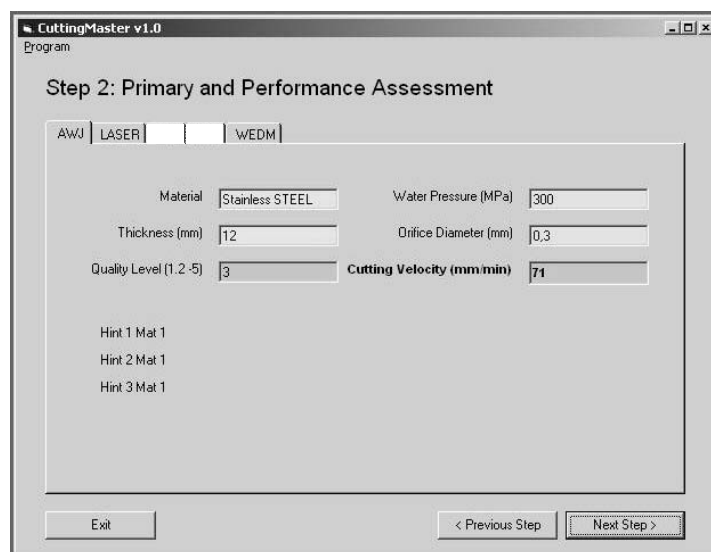 CuttingMaster v1.0
Program
Step 2: Primary and Performance Assessment
AWJ LASER WEDM
Material Stainless STEEL Water Pressure (MPa) 300
Thickness (mm) 12 Orifice Diameter (mm) 0,3
Quality Level (1.2 -5) 3 Cutting Velocity (mm/min) 71
Hint 1 Mat 1
Hint 2 Mat 1
Hint 3 Mat 1
Exit < Previous Step Next Step >